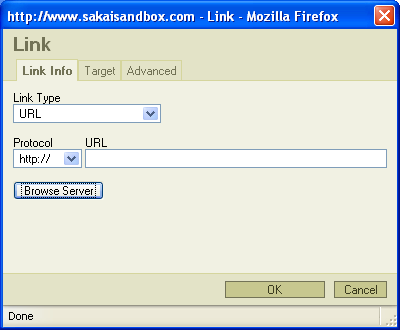 http://www.sakaisandbox.com - Link - Mozilla Firefox
Link
Link Info Target Advanced
Link Type
URL
Protocol URL
http://
Browse Server
OK Cancel
Done